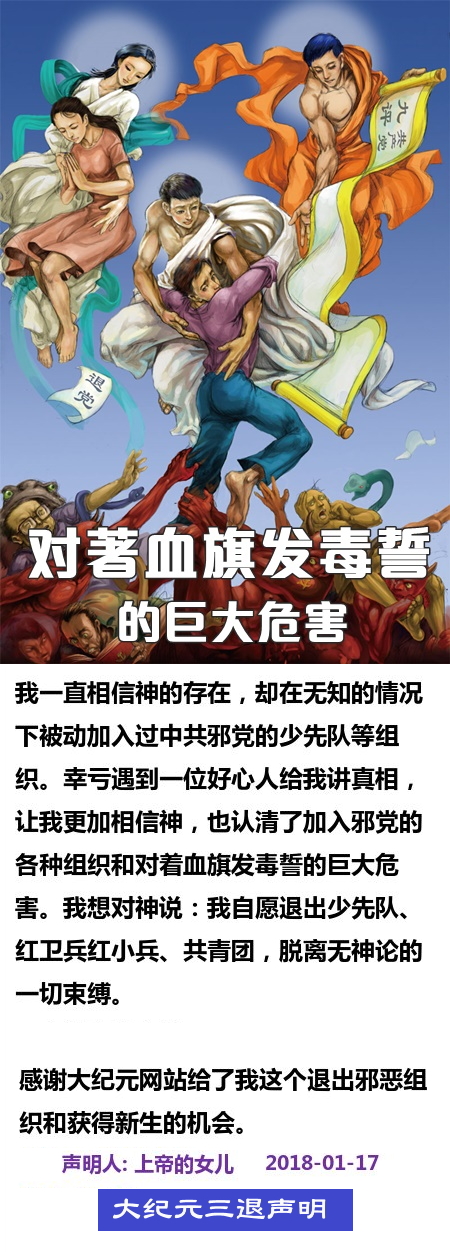 九评
共产党
退党
对著血旗发毒誓
的巨大危害
我一直相信神的存在，却在无知的情况
下被动加入过中共邪党的少先队等组
织。幸亏遇到一位好心人给我讲真相，
让我更加相信神，也认清了加入邪党的
各种组织和对着血旗发毒誓的巨大危
害。我想对神说：我自愿退出少先队、
红卫兵红小兵、共青团，脱离无神论的
一切束缚。
感谢大纪元网站给了我这个退出邪恶组
织和获得新生的机会。
声明人: 上帝的女儿 2018-01-17
大纪元三退声明